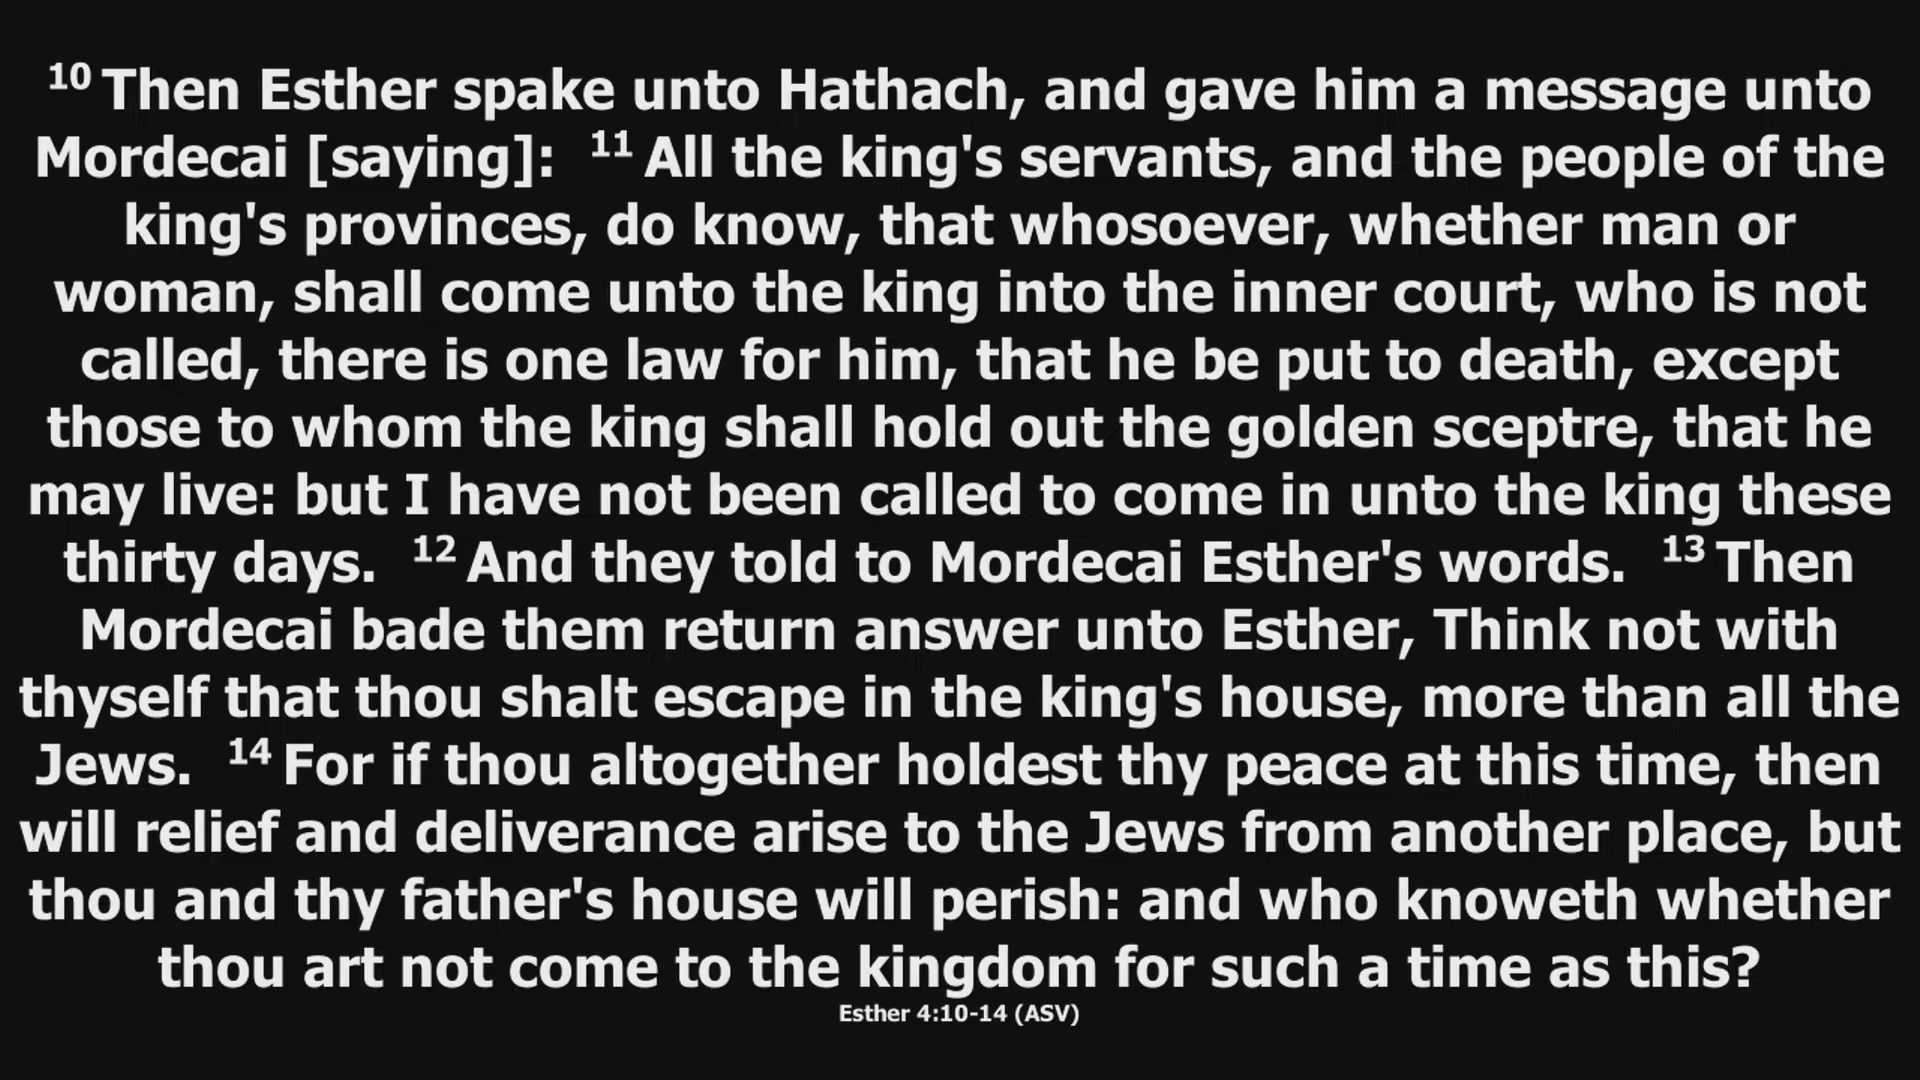 10 Then Esther spake unto Hathach, and gave him a message unto
Mordecai [saying]: 11 All the king's servants, and the people of the
king's provinces, do know, that whosoever, whether man or
woman, shall come unto the king into the inner court, who is not
called, there is one law for him, that he be put to death, except
those to whom the king shall hold out the golden sceptre, that he
may live: but I have not been called to come in unto the king these
thirty days. 12 And they told to Mordecai Esther's words. 13 Then
Mordecai bade them return answer unto Esther, Think not with
thyself that thou shalt escape in the king's house, more than all the
Jews. 14 For if thou altogether holdest thy peace at this time, then
will relief and deliverance arise to the Jews from another place, but
thou and thy father's house will perish: and who knoweth whether
thou art not come to the kingdom for such a time as this?
Esther 4:10-14 (ASV)